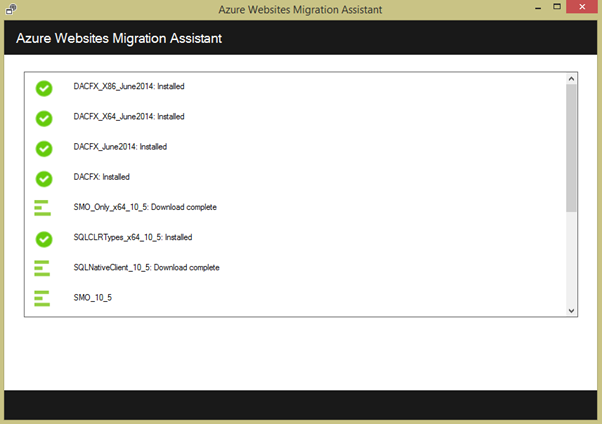 Azure Websites Migration Assistant
Azure Websites Migration Assistant
DACFX_X86_June2014: Installed
DACFX_X64_June2014: Installed
DACFX_June2014: Installed
DACFX: Installed
SMO_Only_x64_10_5: Download complete
SQLCLRTypes_x64_10_5: Installed
SQLNativeClient_10_5: Download complete
SMO_10_5